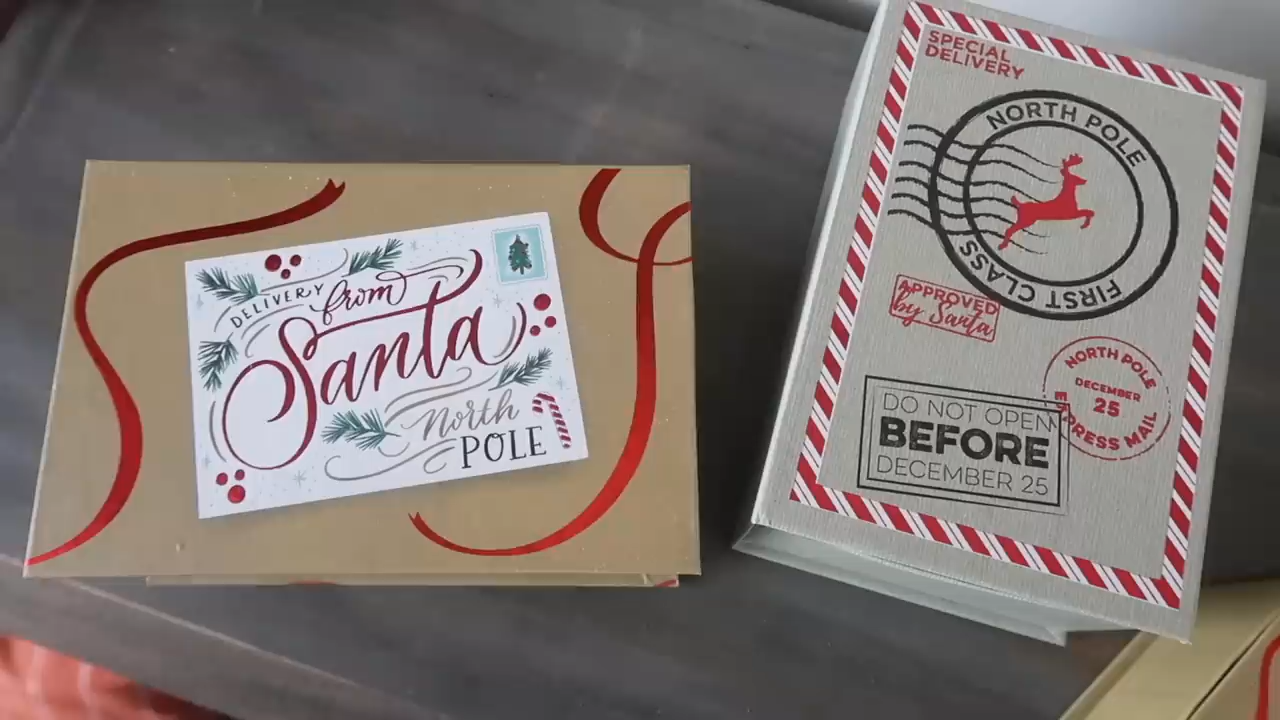 DELIVERY from
Santa
North
POLE
SPECIAL
DELIVERY
NORTH POLE
FIRST CLASS
APPROVED
by Santa
NORTH POLE
DECEMBER
25
EXPRESS MAIL
DO NOT OPEN
BEFORE
DECEMBER 25